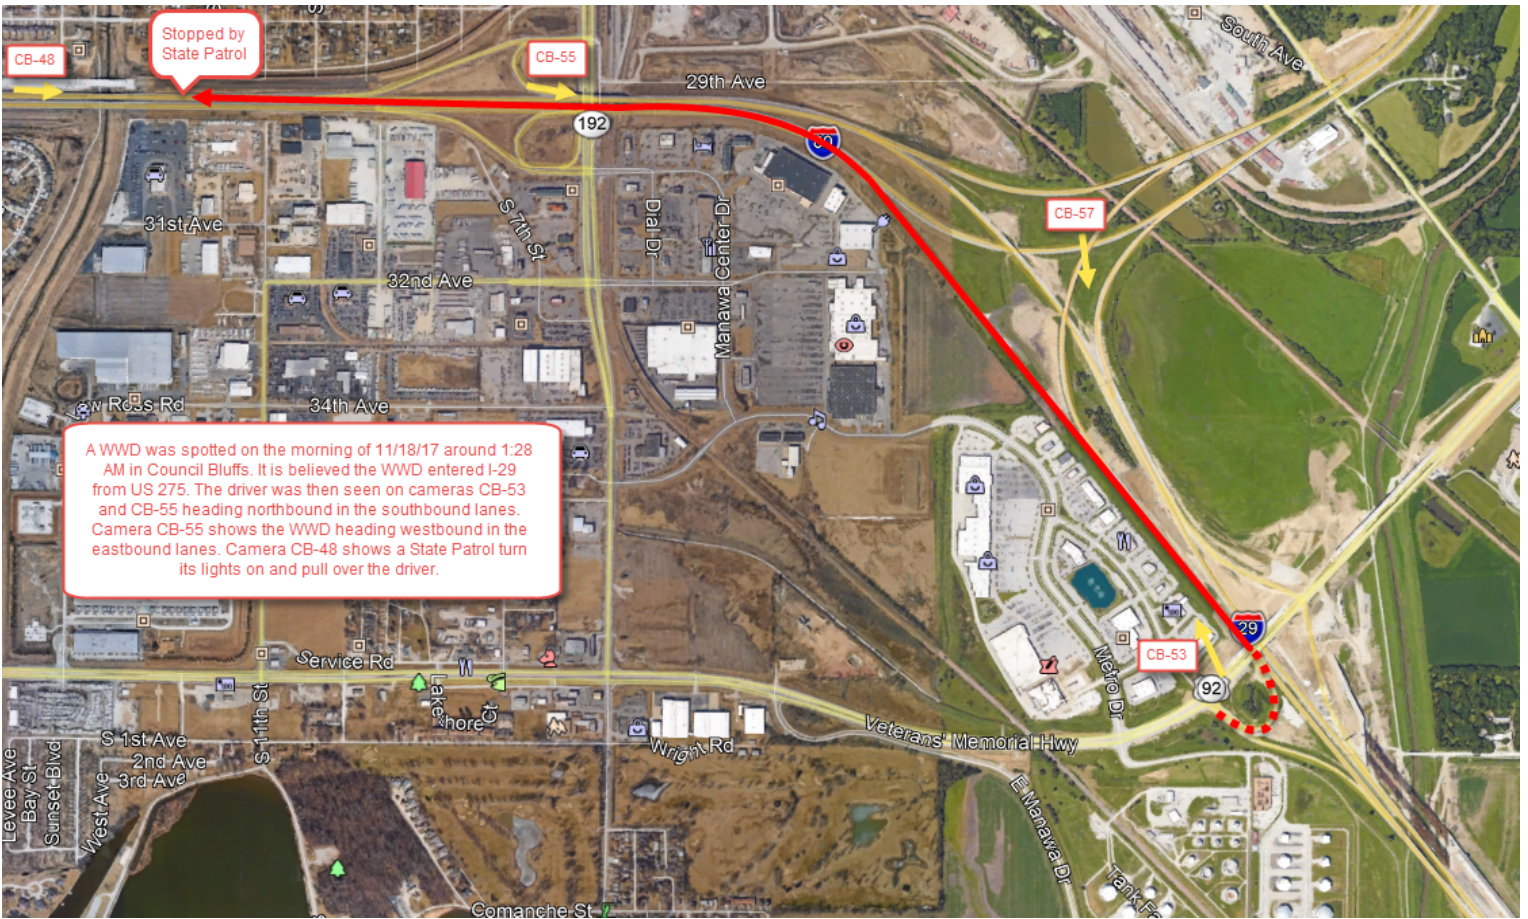 South Ave
Stopped by
State Patrol
CB-48
CB-55
29th Ave
192
80
CB-57
31st Ave
S 7th St
Dial Dr
Manawa Center Dr
32nd Ave
34th Ave
Ross Rd
A WWD was spotted on the morning of 11/18/17 around 1:28
AM in Council Bluffs. It is believed the WWD entered I-29
from US 275. The driver was then seen on cameras CB-53
and CB-55 heading northbound in the southbound lanes.
Camera CB-55 shows the WWD heading westbound in the
eastbound lanes. Camera CB-48 shows a State Patrol turn
its lights on and pull over the driver.
29
CB-53
92
Service Rd
Metro Dr
S 11th St
Lake
shore Ct
S 1st Ave
2nd Ave
3rd Ave
Levee Ave
Bay St
Sunset Blvd
West Ave
Wright Rd
Veterans' Memorial Hwy
E Manawa Dr
Tank
Comanche St